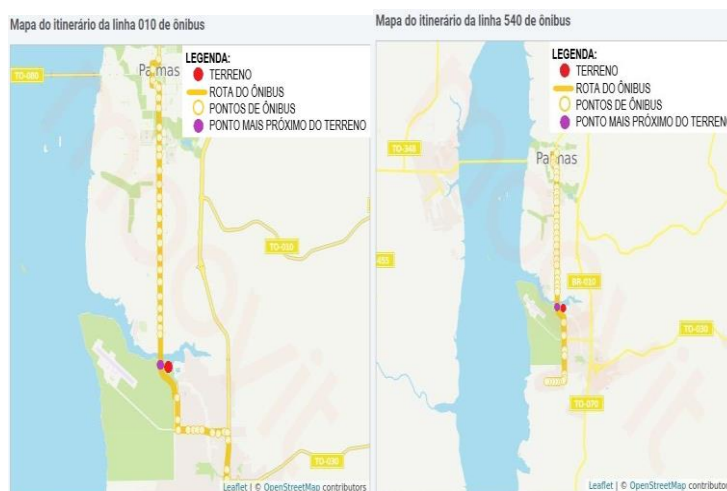 Mapa do itinerário da linha 010 de ônibus
LEGENDA:
TERRENO
ROTA DO ÔNIBUS
PONTOS DE ÔNIBUS
PONTO MAIS PRÓXIMO DO TERRENO
TO-080
Palmas
TO-010
TO-030
Leaflet | © OpenStreetMap contributors
Mapa do itinerário da linha 540 de ônibus
LEGENDA:
TERRENO
ROTA DO ÔNIBUS
PONTOS DE ÔNIBUS
PONTO MAIS PRÓXIMO DO TERRENO
TO-348
Palmas
-455
BR-010
TO-030
TO-070
Leaflet | © OpenStreetMap contributors